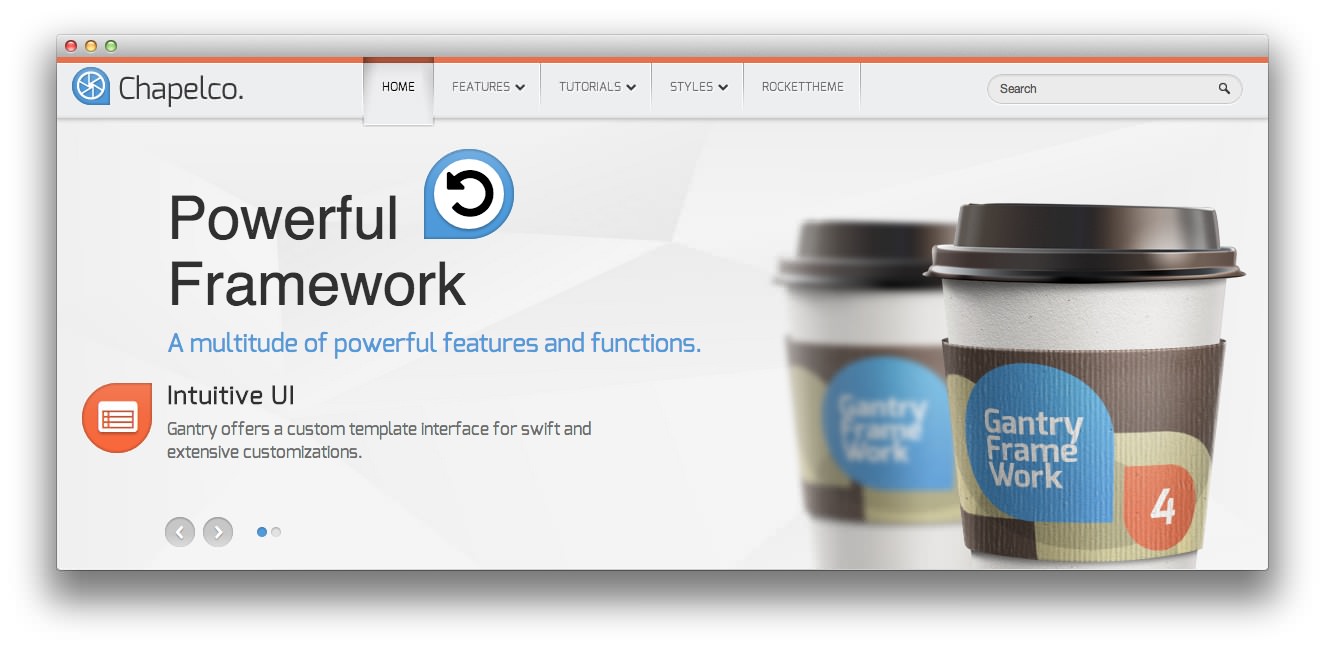 Chapelco.
HOME
FEATURES
TUTORIALS
STYLES
ROCKETTHEME
Search
Powerful
Framework
A multitude of powerful features and functions.
Intuitive UI
Gantry offers a custom template interface for swift and
extensive customizations.
Gantry
Frame
Work
Gantry
Frame
Work
4